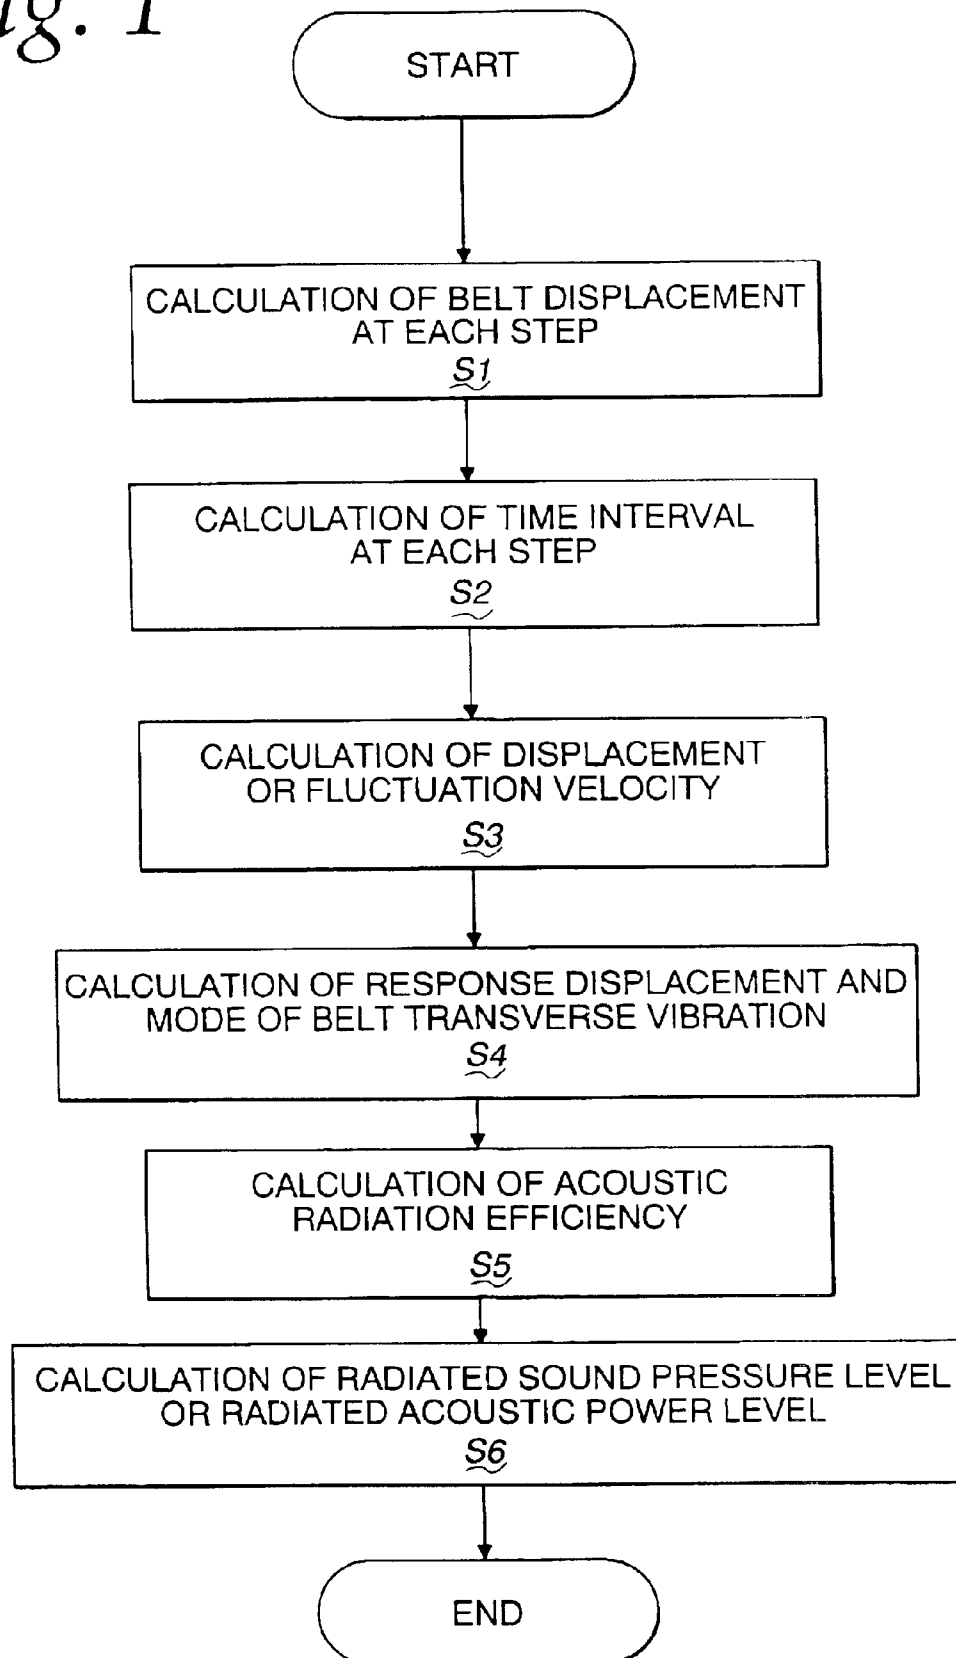 Fig. 1
START
CALCULATION OF BELT DISPLACEMENT
AT EACH STEP
S1
CALCULATION OF TIME INTERVAL
AT EACH STEP
S2
CALCULATION OF DISPLACEMENT
OR FLUCTUATION VELOCITY
S3
CALCULATION OF RESPONSE DISPLACEMENT AND
MODE OF BELT TRANSVERSE VIBRATION
S4
CALCULATION OF ACOUSTIC
RADIATION EFFICIENCY
S5
CALCULATION OF RADIATED SOUND PRESSURE LEVEL
OR RADIATED ACOUSTIC POWER LEVEL
S6
END